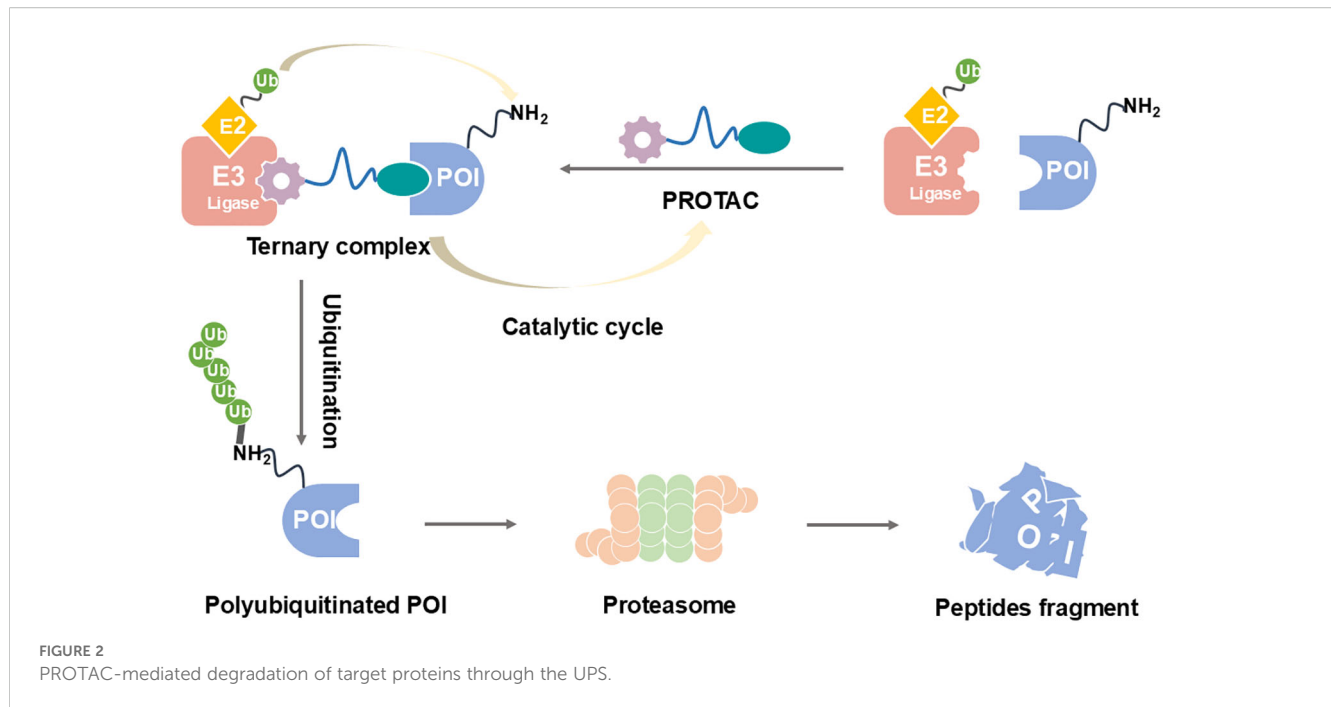 Ub
E2
E3
Ligase
NH2
POI
Ternary complex
PROTAC
Ub
E2
E3
Ligase
NH2
POI
Catalytic cycle
Ubiquitination
Ub
Ub
Ub
Ub
Ub
NH2
POI
Polyubiquitinated POI
Proteasome
P
O
I
Peptides fragment
FIGURE 2
PROTAC-mediated degradation of target proteins through the UPS.